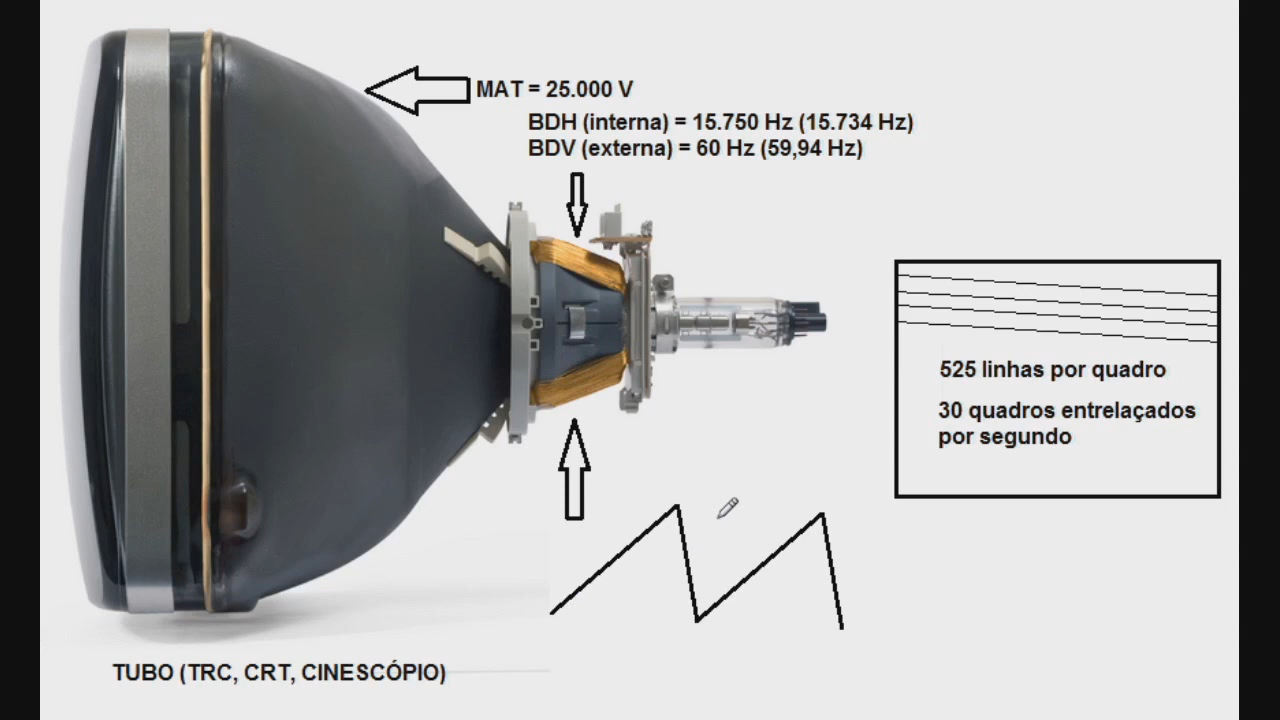 MAT = 25.000 V
BDH (interna) = 15.750 Hz (15.734 Hz)
BDV (externa) = 60 Hz (59,94 Hz)
525 linhas por quadro
30 quadros entrelaçados
por segundo
TUBO (TRC, CRT, CINESCÓPIO)